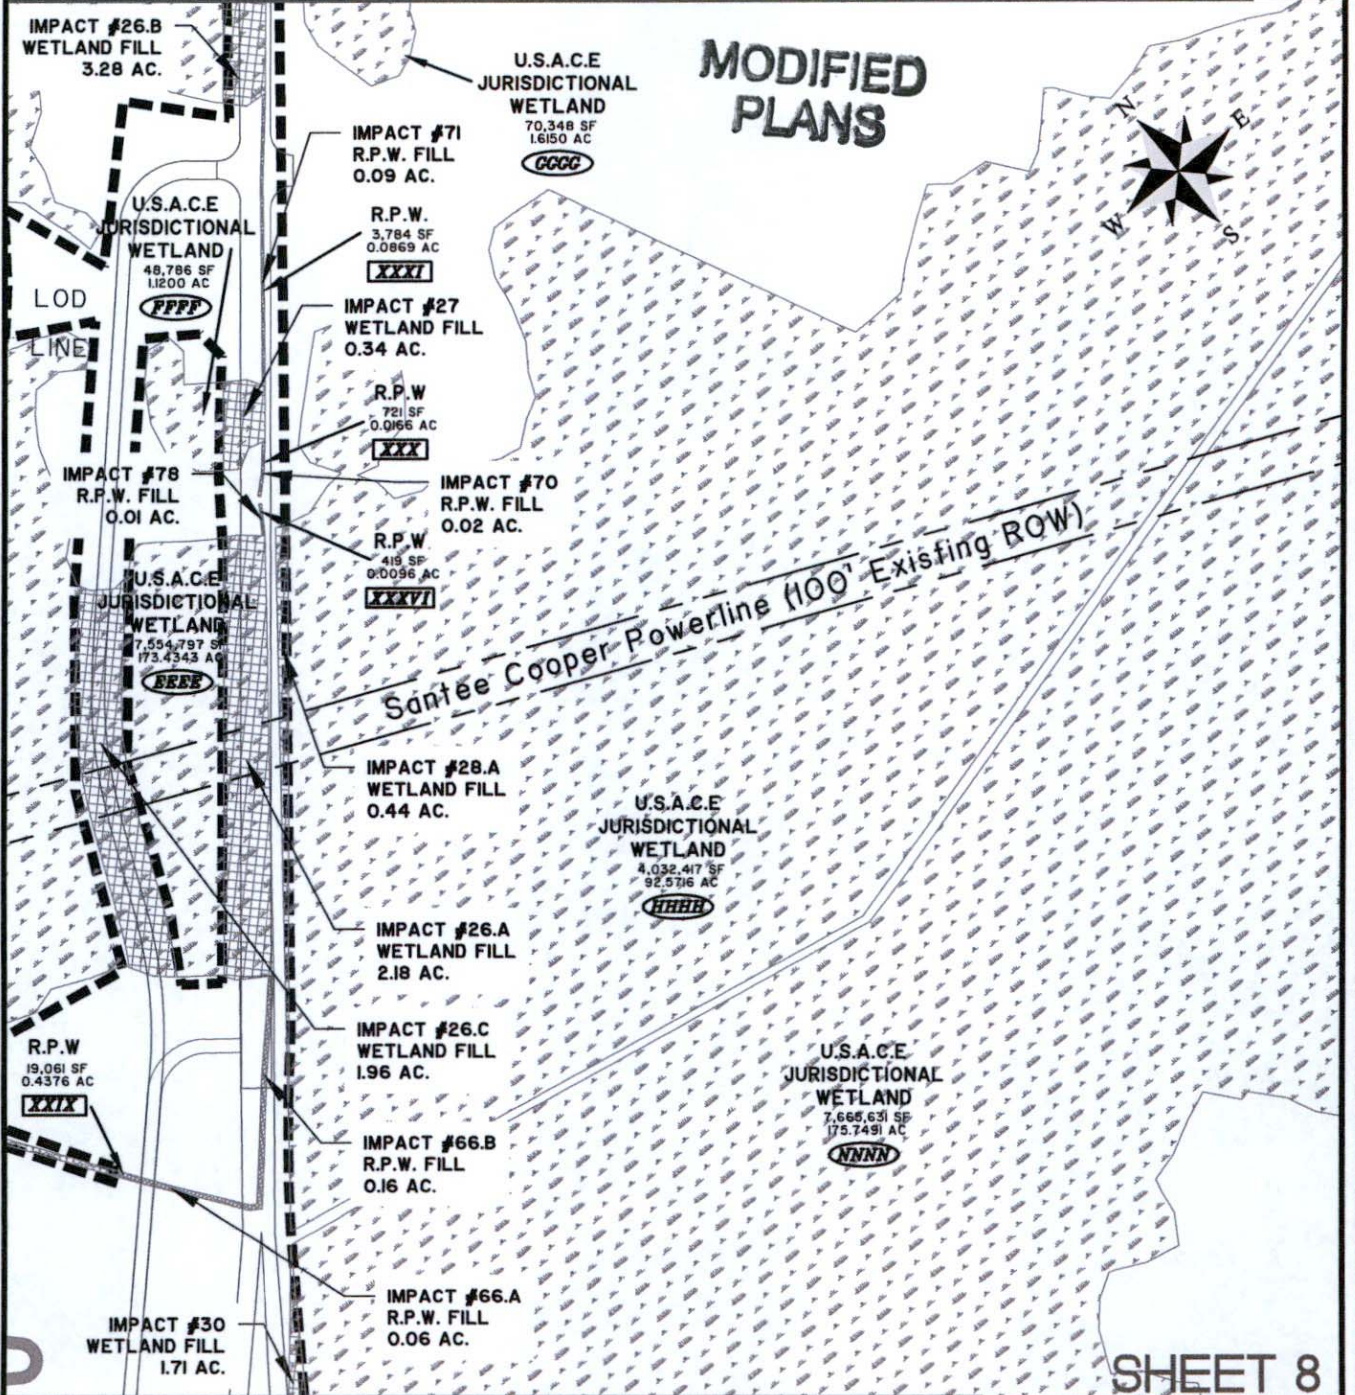 IMPACT #26.B
WETLAND FILL
3.28 AC.
U.S.A.C.E
JURISDICTIONAL
WETLAND
70,348 SF
1.6150 AC
GGGG
MODIFIED
PLANS
N
E
W
S
IMPACT #71
R.P.W. FILL
0.09 AC.
U.S.A.C.E
JURISDICTIONAL
WETLAND
48,786 SF
1.1200 AC
FFFF
R.P.W.
3,784 SF
0.0869 AC
XXXI
LOD
LINE
IMPACT #27
WETLAND FILL
0.34 AC.
R.P.W
721 SF
0.0166 AC
XXX
IMPACT #78
R.P.W. FILL
0.01 AC.
IMPACT #70
R.P.W. FILL
0.02 AC.
R.P.W
419 SF
0.0096 AC
XXXVI
U.S.A.C.E
JURISDICTIONAL
WETLAND
7,554,797 SF
173.4343 AC
EEEE
Santee Cooper Powerline (100' Existing ROW)
IMPACT #28.A
WETLAND FILL
0.44 AC.
U.S.A.C.E
JURISDICTIONAL
WETLAND
4,032,417 SF
92.5716 AC
HHHH
IMPACT #26.A
WETLAND FILL
2.18 AC.
IMPACT #26.C
WETLAND FILL
1.96 AC.
R.P.W
19,061 SF
0.4376 AC
XXIX
U.S.A.C.E
JURISDICTIONAL
WETLAND
7,665,631 SF
175.7491 AC
NNNN
IMPACT #66.B
R.P.W. FILL
0.16 AC.
IMPACT #66.A
R.P.W. FILL
0.06 AC.
IMPACT #30
WETLAND FILL
1.71 AC.
SHEET 8